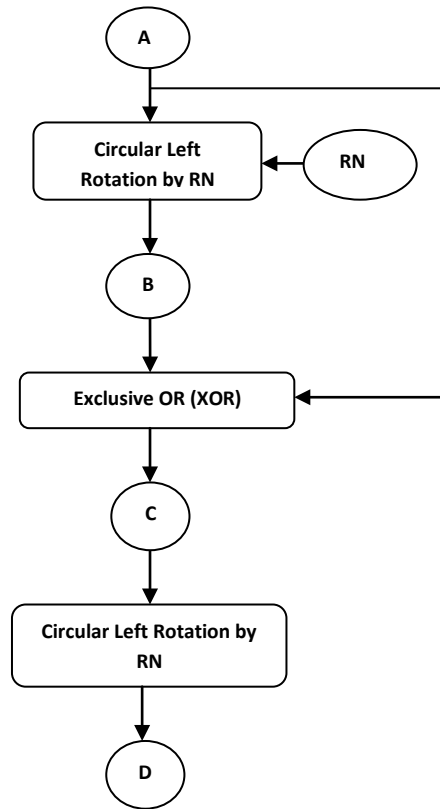 A
Circular Left
Rotation by RN
RN
B
Exclusive OR (XOR)
C
Circular Left Rotation by
RN
D